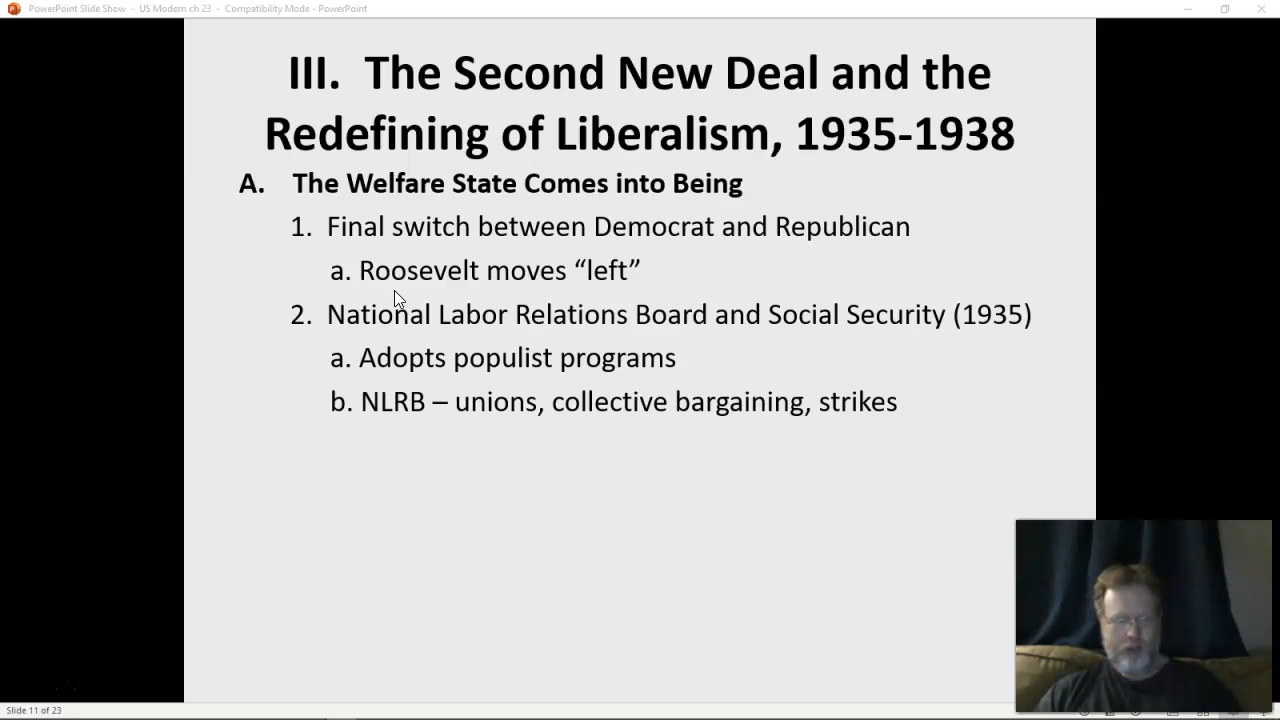 PowerPoint Slide Show - US Modern ch 23 - Compatibility Mode - PowerPoint
III. The Second New Deal and the
Redefining of Liberalism, 1935-1938
A. The Welfare State Comes into Being
1. Final switch between Democrat and Republican
a. Roosevelt moves “left”
2. National Labor Relations Board and Social Security (1935)
a. Adopts populist programs
b. NLRB – unions, collective bargaining, strikes
Slide 11 of 23